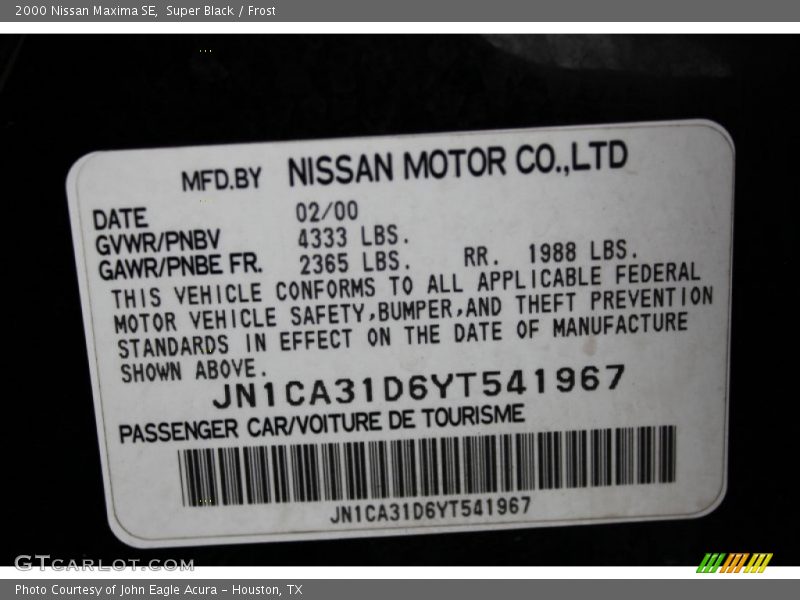 2000 Nissan Maxima SE,  Super Black / Frost
MFD.BY NISSAN MOTOR CO.,LTD
DATE 02/00
GVWR/PNBV 4333 LBS.
GAWR/PNBE FR. 2365 LBS. RR. 1988 LBS.
THIS VEHICLE CONFORMS TO ALL APPLICABLE FEDERAL
MOTOR VEHICLE SAFETY,BUMPER,AND THEFT PREVENTION
STANDARDS IN EFFECT ON THE DATE OF MANUFACTURE
SHOWN ABOVE.
JN1CA31D6YT541967
PASSENGER CAR/VOITURE DE TOURISME
JN1CA31D6YT541967
GTCARLOT.COM
Photo Courtesy of John Eagle Acura - Houston, TX